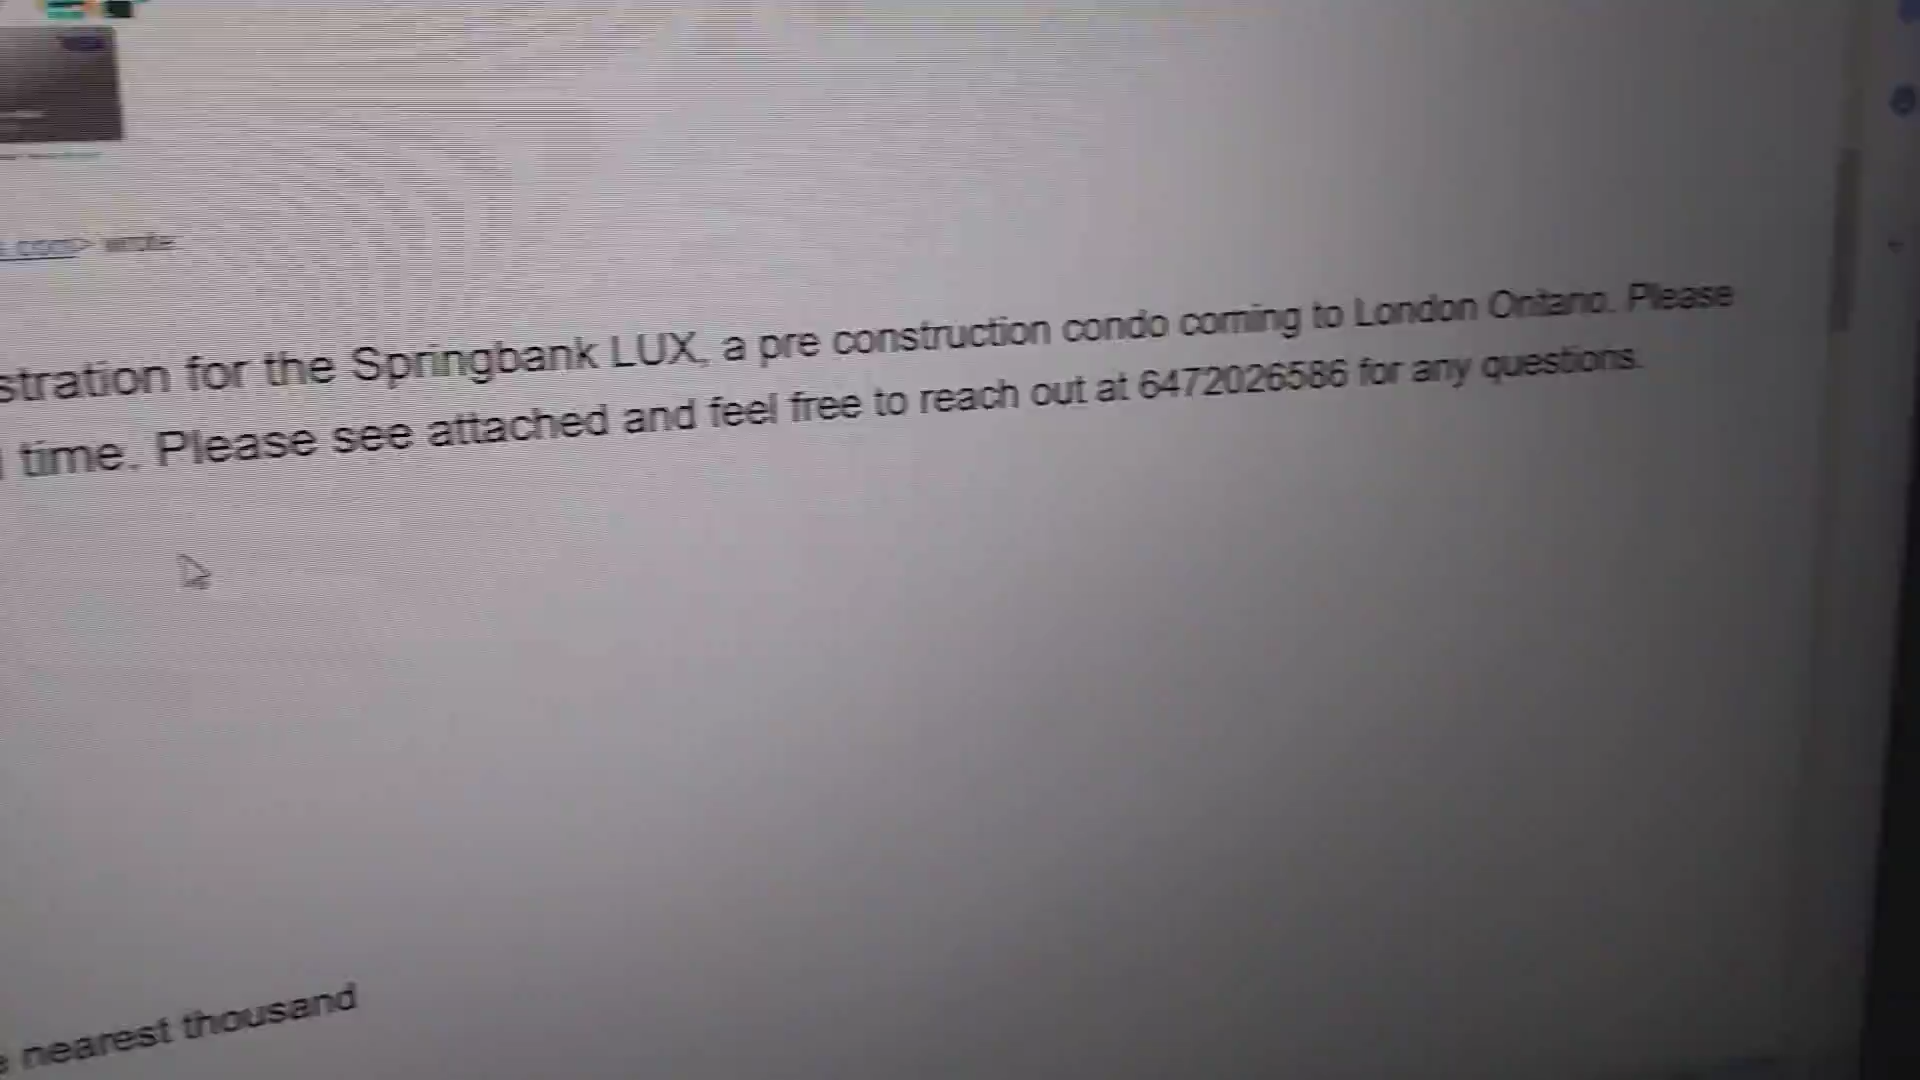 .com> wrote:
stration for the Springbank LUX, a pre construction condo coming to London Ontario. Please
time. Please see attached and feel free to reach out at 6472026586 for any questions.
e nearest thousand